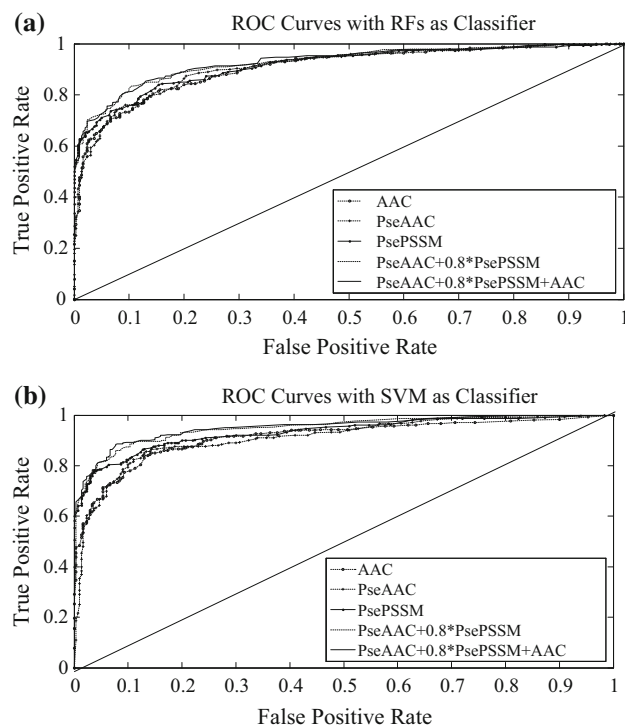 (a)
ROC Curves with RFs as Classifier
1
0.8
0.6
0.4
0.2
0
True Positive Rate
AAC
PseAAC
PsePSSM
PseAAC+0.8*PsePSSM
PseAAC+0.8*PsePSSM+AAC
0 0.1 0.2 0.3 0.4 0.5 0.6 0.7 0.8 0.9 1
False Positive Rate
(b)
ROC Curves with SVM as Classifier
1
0.8
0.6
0.4
0.2
0
True Positive Rate
AAC
PseAAC
PsePSSM
PseAAC+0.8*PsePSSM
PseAAC+0.8*PsePSSM+AAC
0 0.1 0.2 0.3 0.4 0.5 0.6 0.7 0.8 0.9 1
False Positive Rate